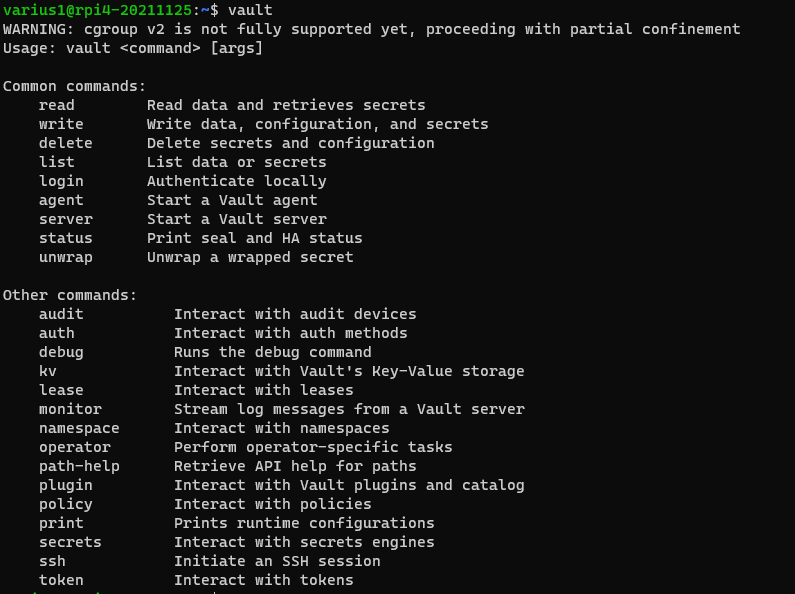 varius1@rpi4-20211125:~$ vault
WARNING: cgroup v2 is not fully supported yet, proceeding with partial confinement
Usage: vault <command> [args]

Common commands:
    read        Read data and retrieves secrets
    write       Write data, configuration, and secrets
    delete      Delete secrets and configuration
    list        List data or secrets
    login       Authenticate locally
    agent       Start a Vault agent
    server      Start a Vault server
    status      Print seal and HA status
    unwrap      Unwrap a wrapped secret

Other commands:
    audit          Interact with audit devices
    auth           Interact with auth methods
    debug          Runs the debug command
    kv             Interact with Vault's Key-Value storage
    lease          Interact with leases
    monitor        Stream log messages from a Vault server
    namespace      Interact with namespaces
    operator       Perform operator-specific tasks
    path-help      Retrieve API help for paths
    plugin         Interact with Vault plugins and catalog
    policy         Interact with policies
    print          Prints runtime configurations
    secrets        Interact with secrets engines
    ssh            Initiate an SSH session
    token          Interact with tokens